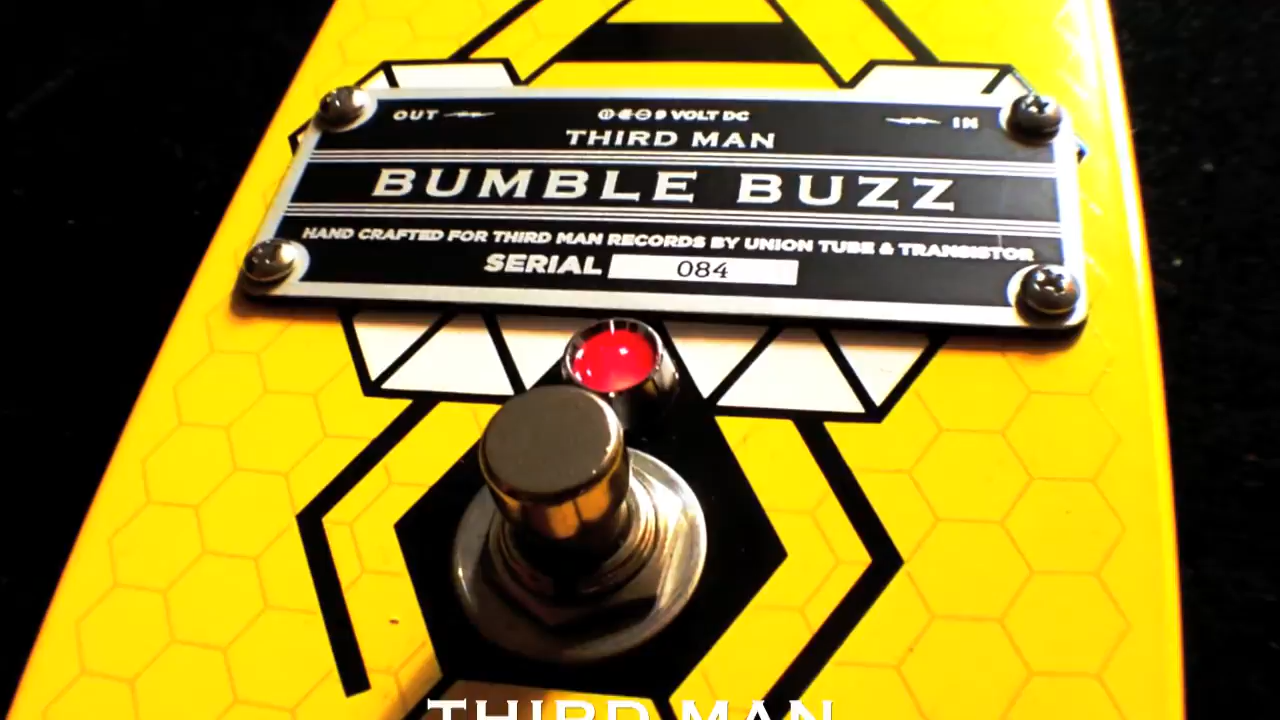 OUT 9 VOLT DC IN
THIRD MAN
BUMBLE BUZZ
HAND CRAFTED FOR THIRD MAN RECORDS BY UNION TUBE & TRANSISTOR
SERIAL 084
THIRD MAN